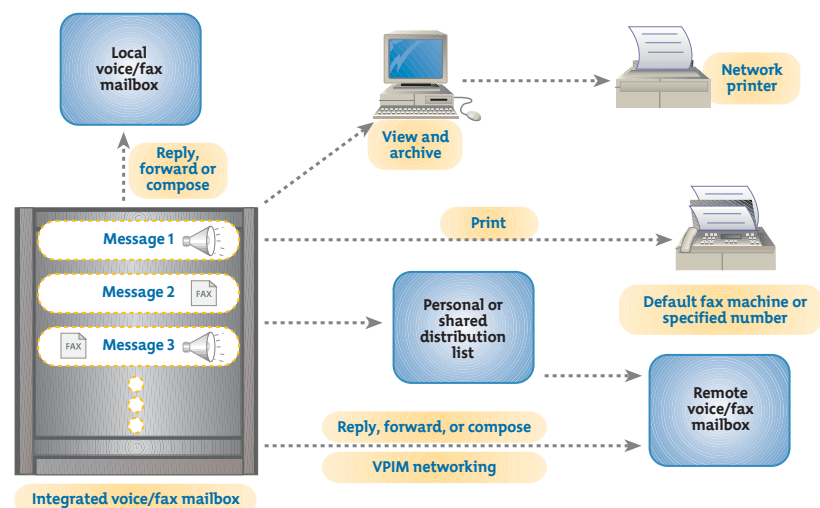 Local
voice/fax
mailbox
Network
printer
View and
archive
Reply,
forward or
compose
Print
Message 1
Message 2
FAX
Personal or
shared
distribution
list
Default fax machine or
specified number
FAX
Message 3
Remote
voice/fax
mailbox
Reply, forward, or compose
VPIM networking
Integrated voice/fax mailbox